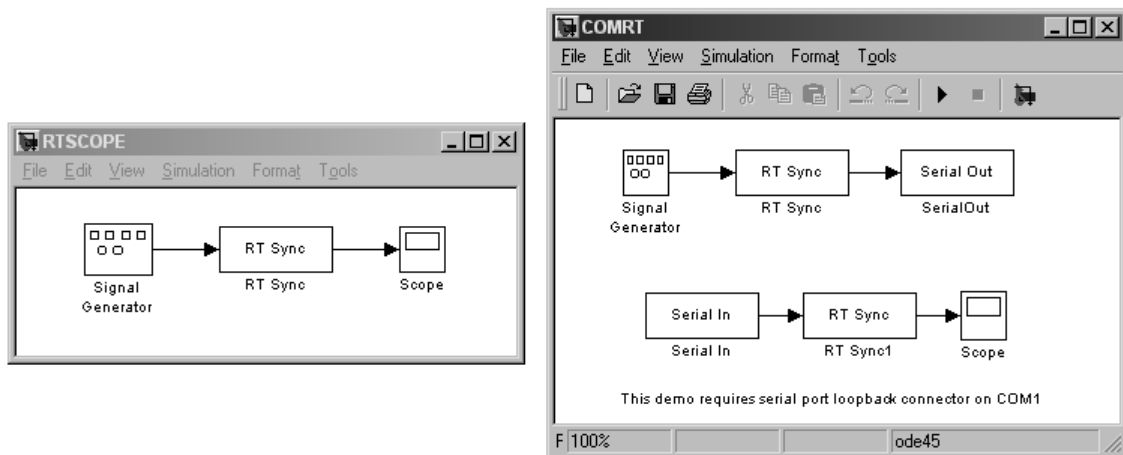 RTSCOPE
File Edit View Simulation Format Tools
RT Sync
Signal
Generator
RT Sync
Scope
COMRT
File Edit View Simulation Format Tools
RT Sync
Serial Out
Signal
Generator
RT Sync
SerialOut
Serial In
RT Sync
Serial In
RT Sync1
Scope
This demo requires serial port loopback connector on COM1
F 100%
ode45